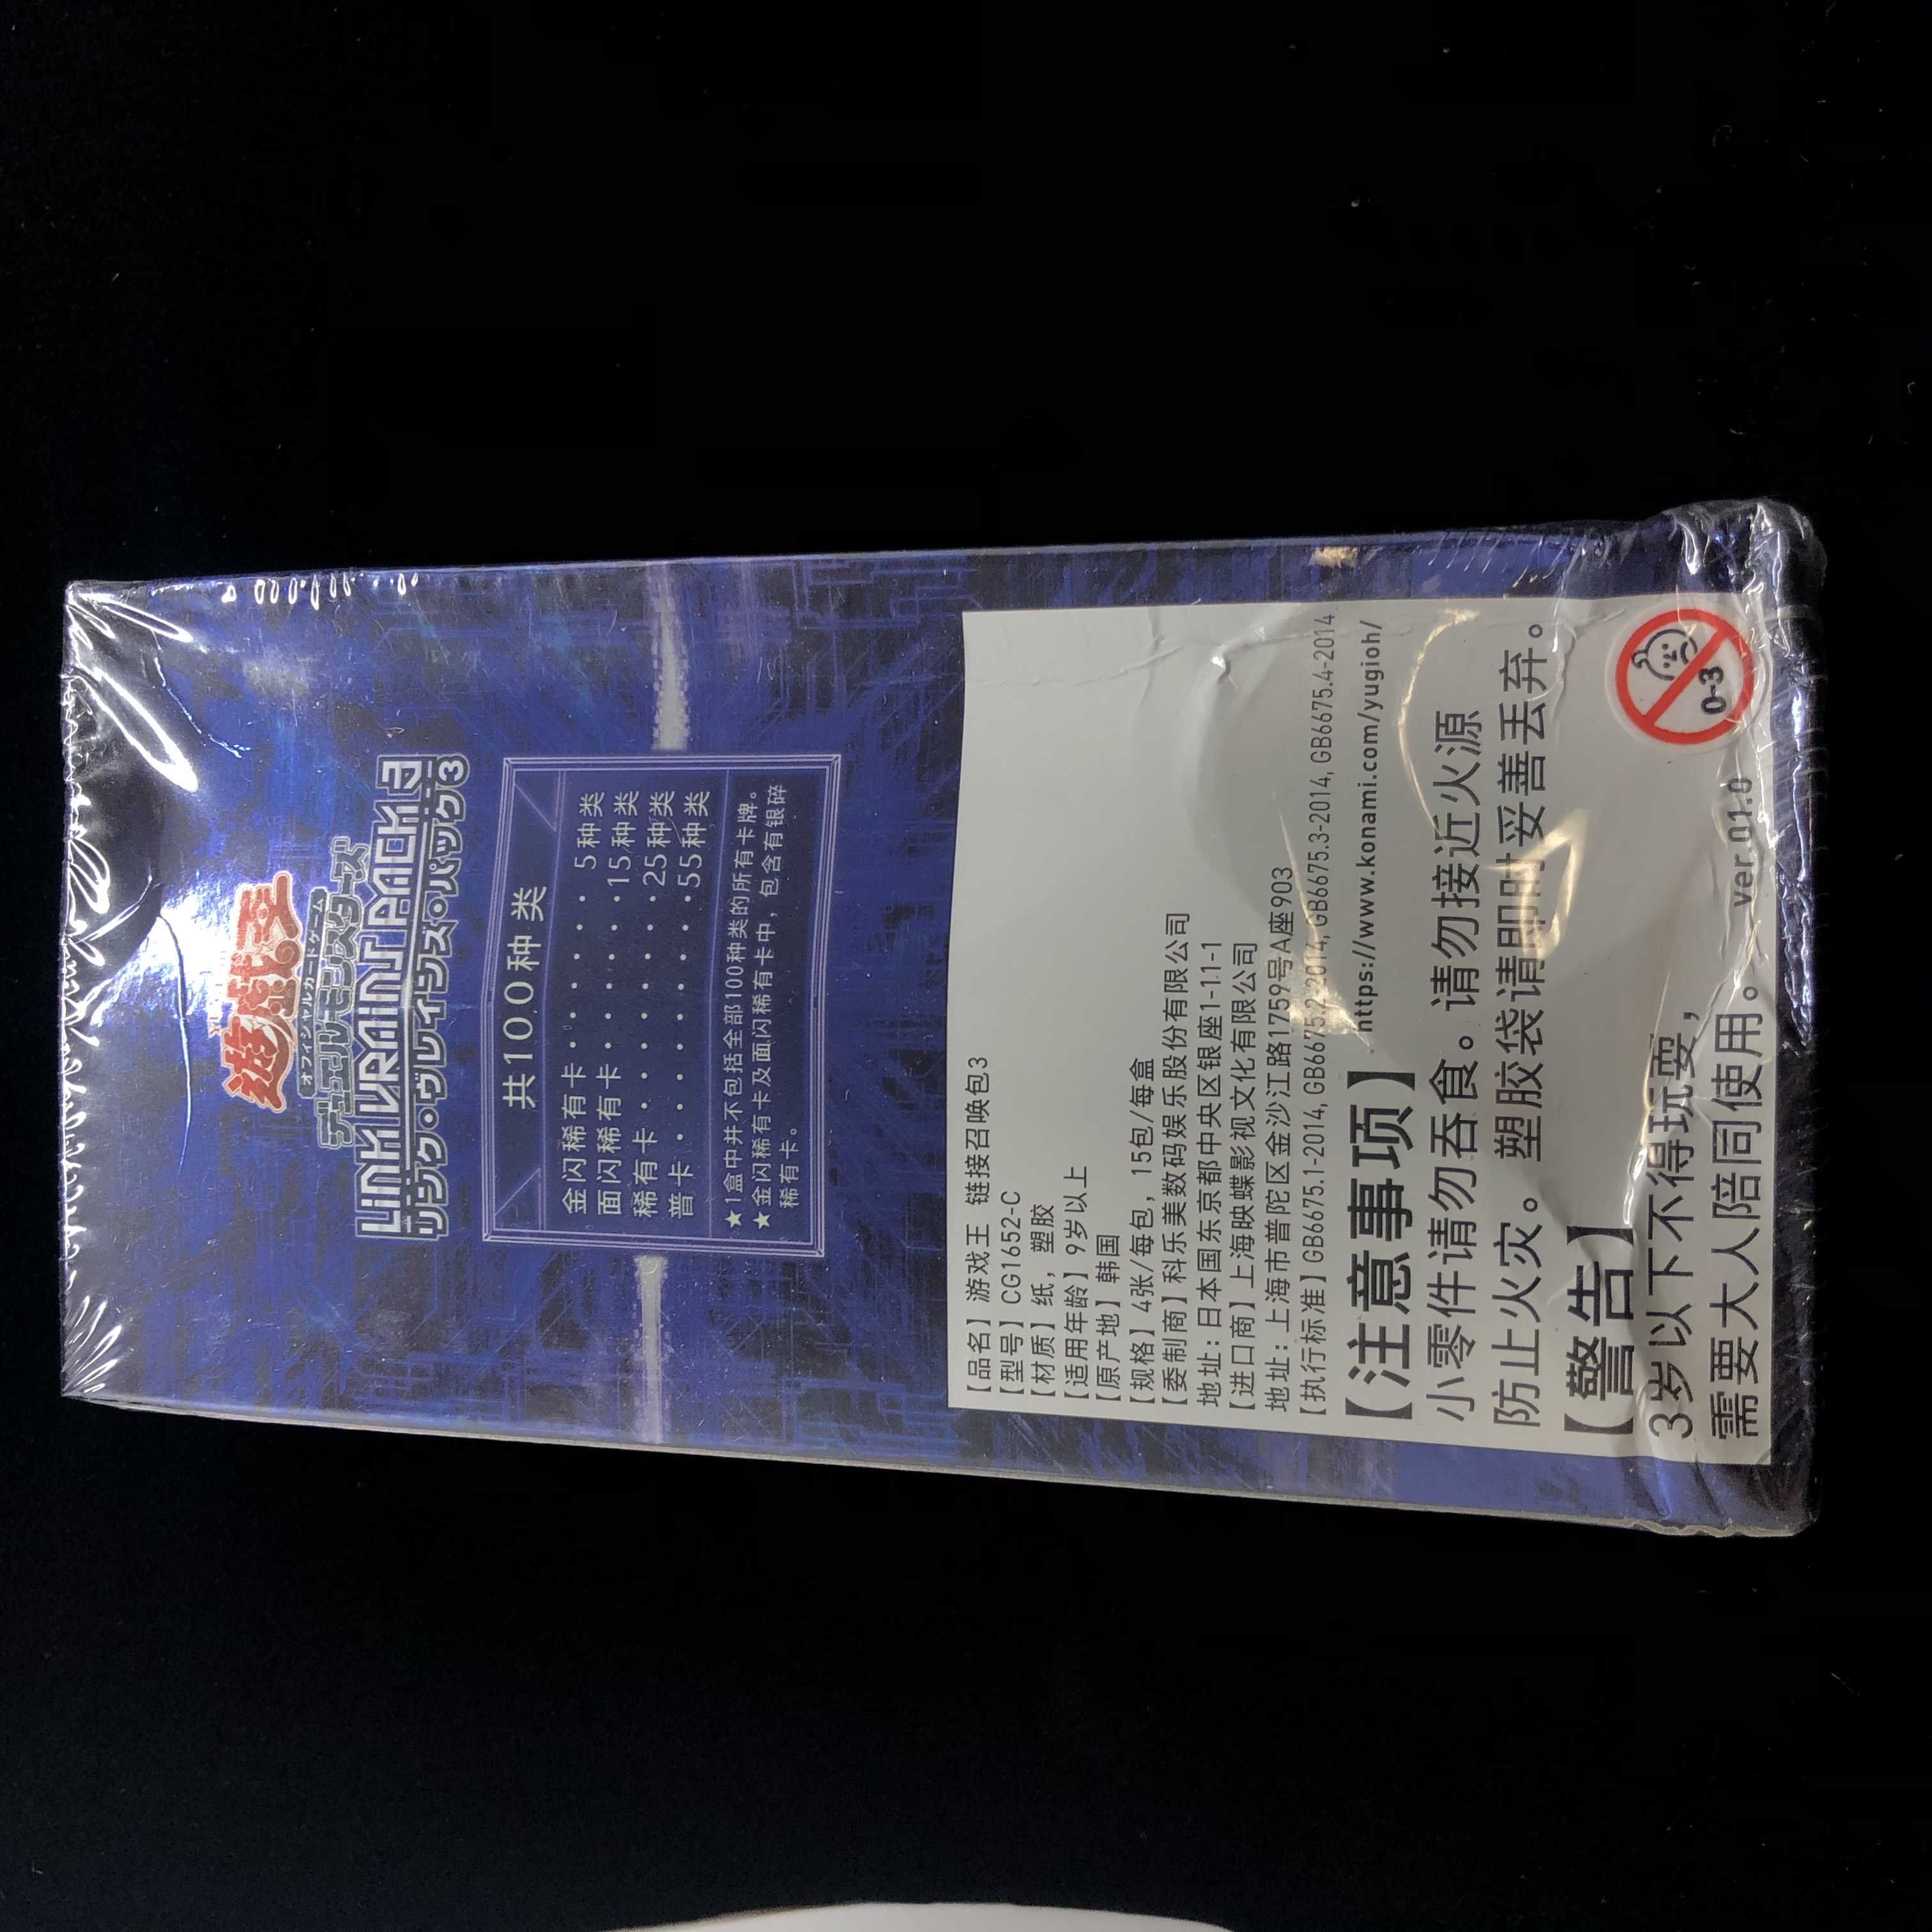 遊戯王
オフィシャルカードゲーム
デュエルモンスターズ
LINK VRAINS PACK 3
リンク・ヴレインズ・パック3
共100种类
金闪稀有卡・・・・・・5种类
面闪稀有卡・・・・・・15种类
稀有卡・・・・・・・25种类
普卡・・・・・・・・55种类
★1盒中并不包括全部100种类的所有卡牌。
★金闪稀有卡及面闪稀有卡中，包含有银碎
稀有卡。
【品名】游戏王 链接召唤包3
【型号】CG1652-C
【材质】纸，塑胶
【适用年龄】9岁以上
【原产地】韩国
【规格】4张/每包，15包/每盒
【委制商】科乐美数码娱乐股份有限公司
地址：日本国东京都中央区银座1-11-1
【进口商】上海映蝶影视文化有限公司
地址：上海市普陀区金沙江路1759号A座903
【执行标准】GB6675.1-2014, GB6675.2-2014, GB6675.3-2014, GB6675.4-2014
【注意事项】 https://www.konami.com/yugioh/
小零件请勿吞食。请勿接近火源
防止火灾。塑胶袋请即时妥善丢弃。
【警告】
3岁以下不得玩耍，
需要大人陪同使用。 ver.01.0
0-3